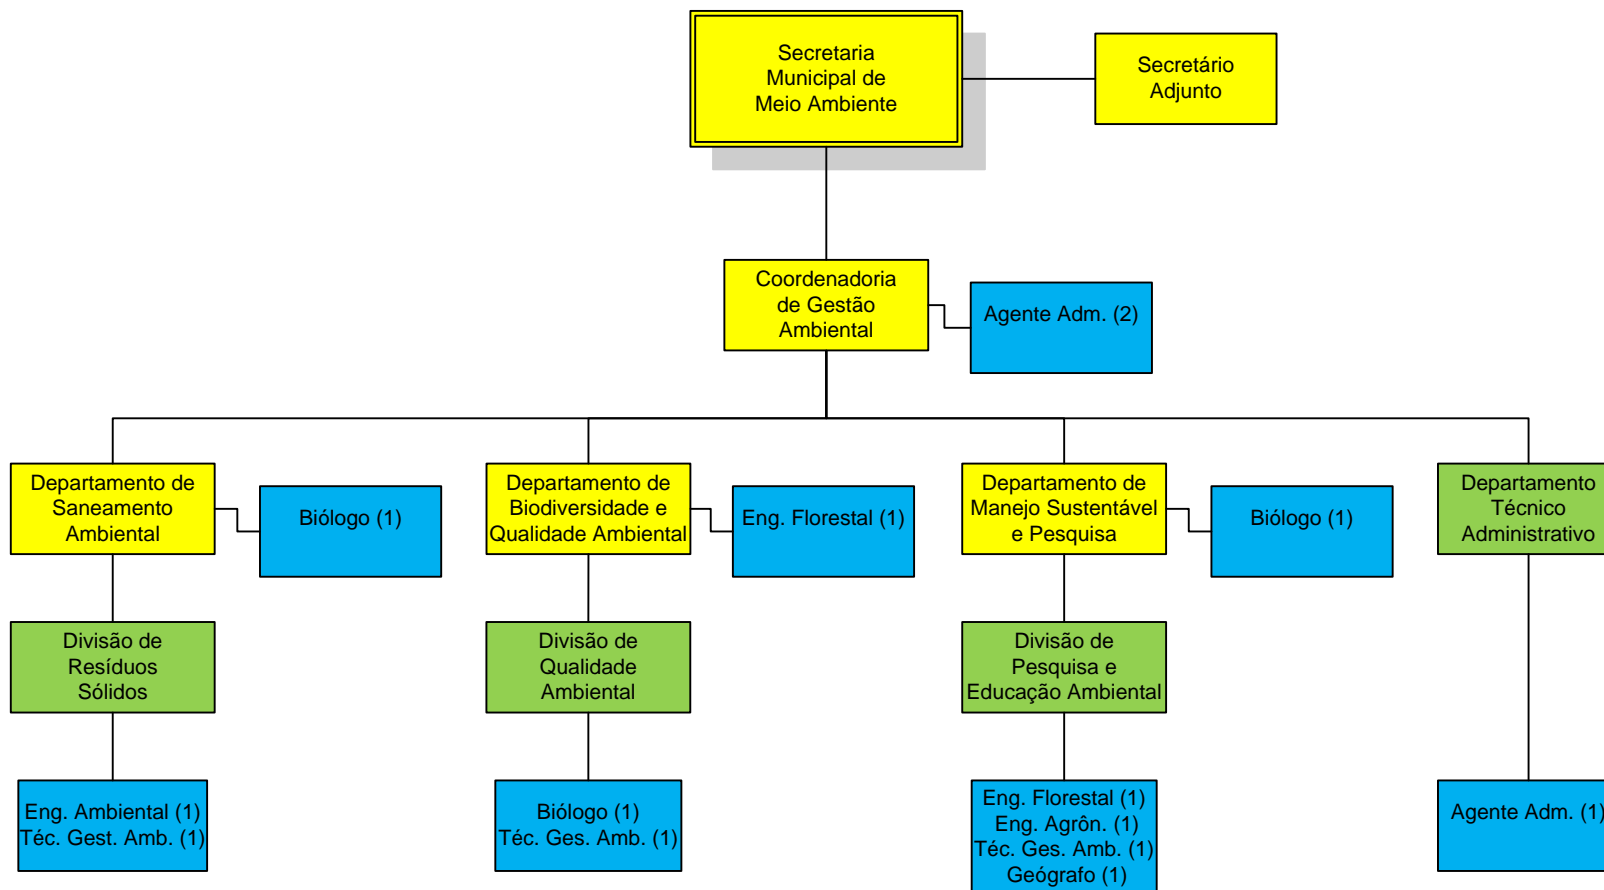 Secretaria
Municipal de
Meio Ambiente
Secretário
Adjunto
Coordenadoria
de Gestão
Ambiental
Agente Adm. (2)
Departamento de
Saneamento
Ambiental
Biólogo (1)
Departamento de
Biodiversidade e
Qualidade Ambiental
Eng. Florestal (1)
Departamento de
Manejo Sustentável
e Pesquisa
Biólogo (1)
Departamento
Técnico
Administrativo
Divisão de
Resíduos
Sólidos
Divisão de
Qualidade
Ambiental
Divisão de
Pesquisa e
Educação Ambiental
Eng. Ambiental (1)
Téc. Gest. Amb. (1)
Biólogo (1)
Téc. Ges. Amb. (1)
Eng. Florestal (1)
Eng. Agrôn. (1)
Téc. Ges. Amb. (1)
Geógrafo (1)
Agente Adm. (1)